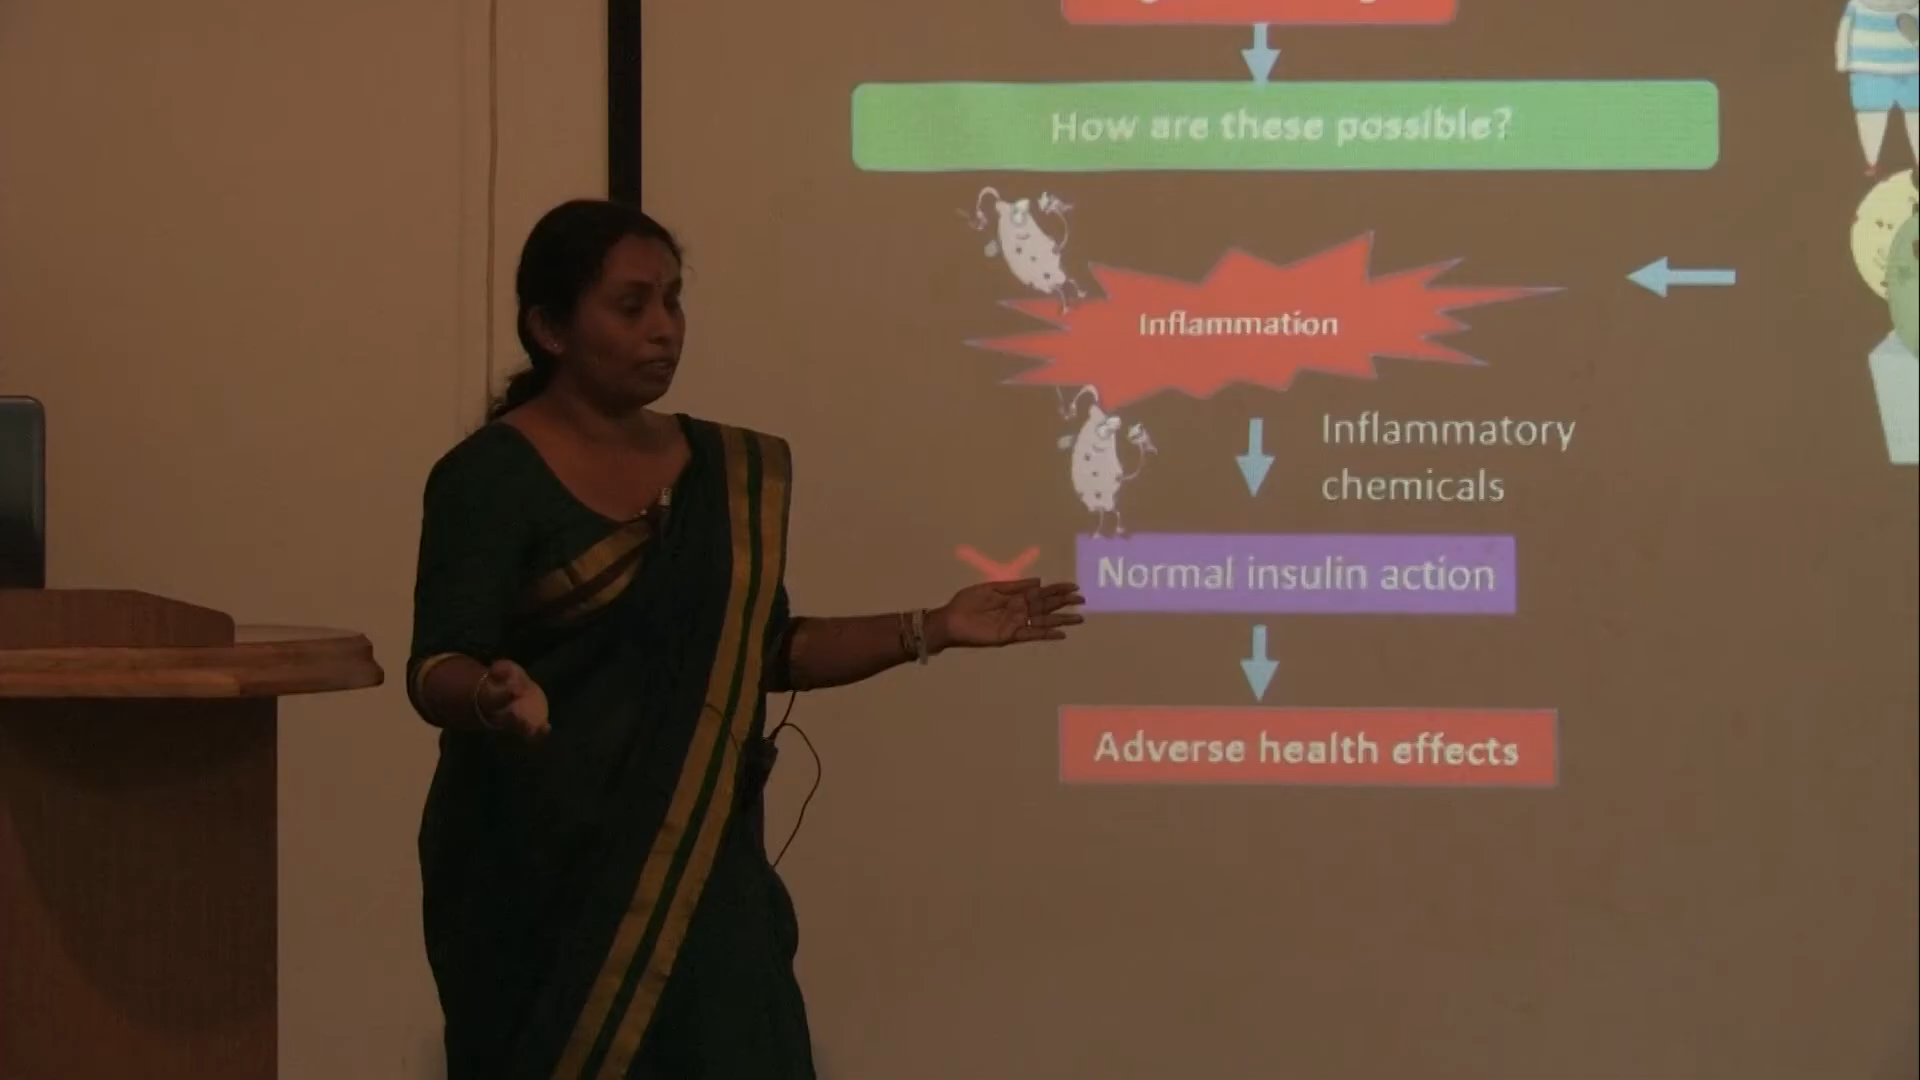 How are these possible?
Inflammation
Inflammatory
chemicals
Normal insulin action
Adverse health effects